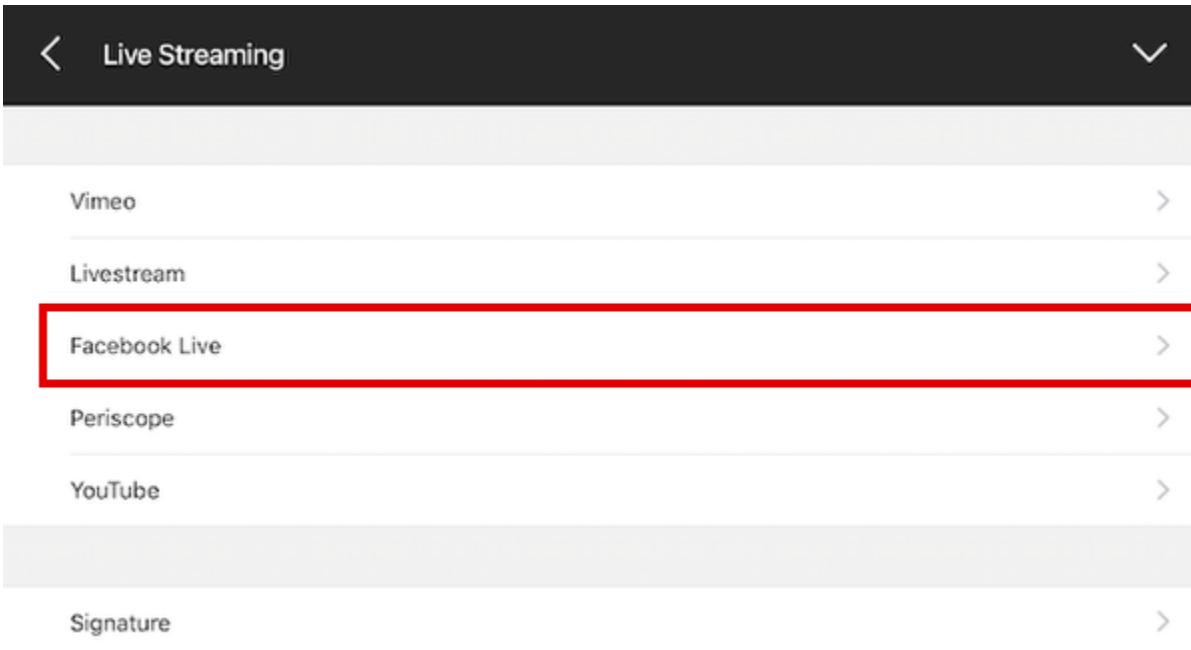 Live Streaming
Vimeo
Livestream
Facebook Live
Periscope
YouTube
Signature